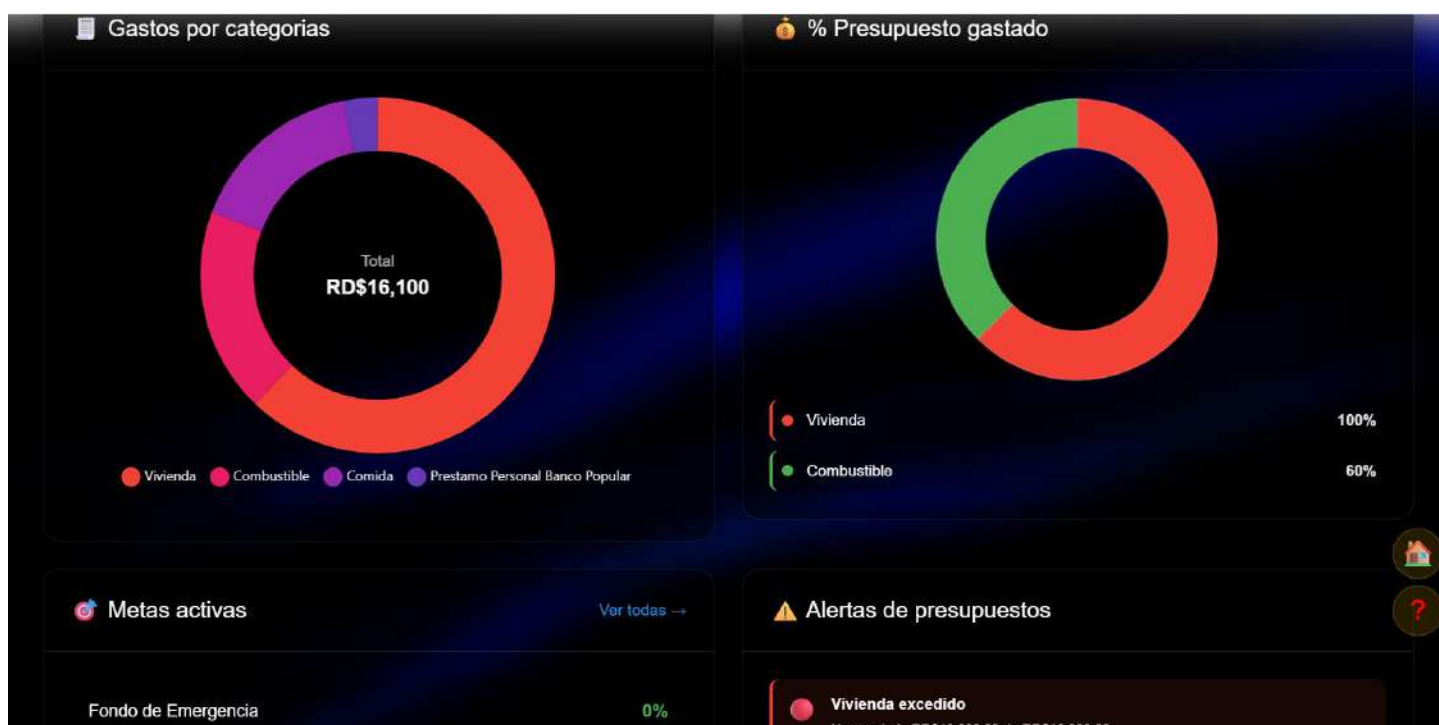 Gastos por categorias
Total
RD$16,100
Vivienda Combustible Comida Prestamo Personal Banco Popular
% Presupuesto gastado
Vivienda 100%
Combustible 60%
Metas activas Ver todas →
Fondo de Emergencia 0%
Alertas de presupuestos
Vivienda excedido
?